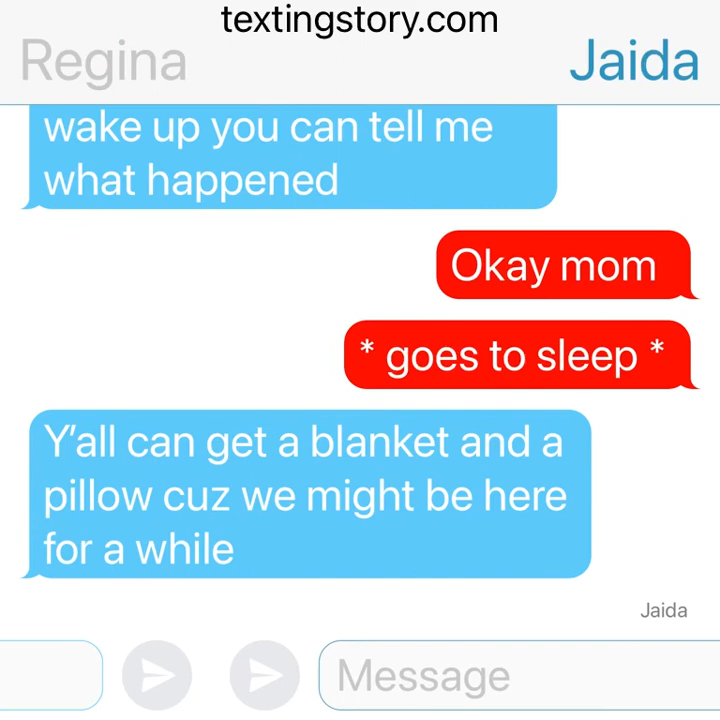 textingstory.com
Regina
Jaida
wake up you can tell me
what happened
Okay mom
* goes to sleep *
Y'all can get a blanket and a
pillow cuz we might be here
for a while
Jaida
Message